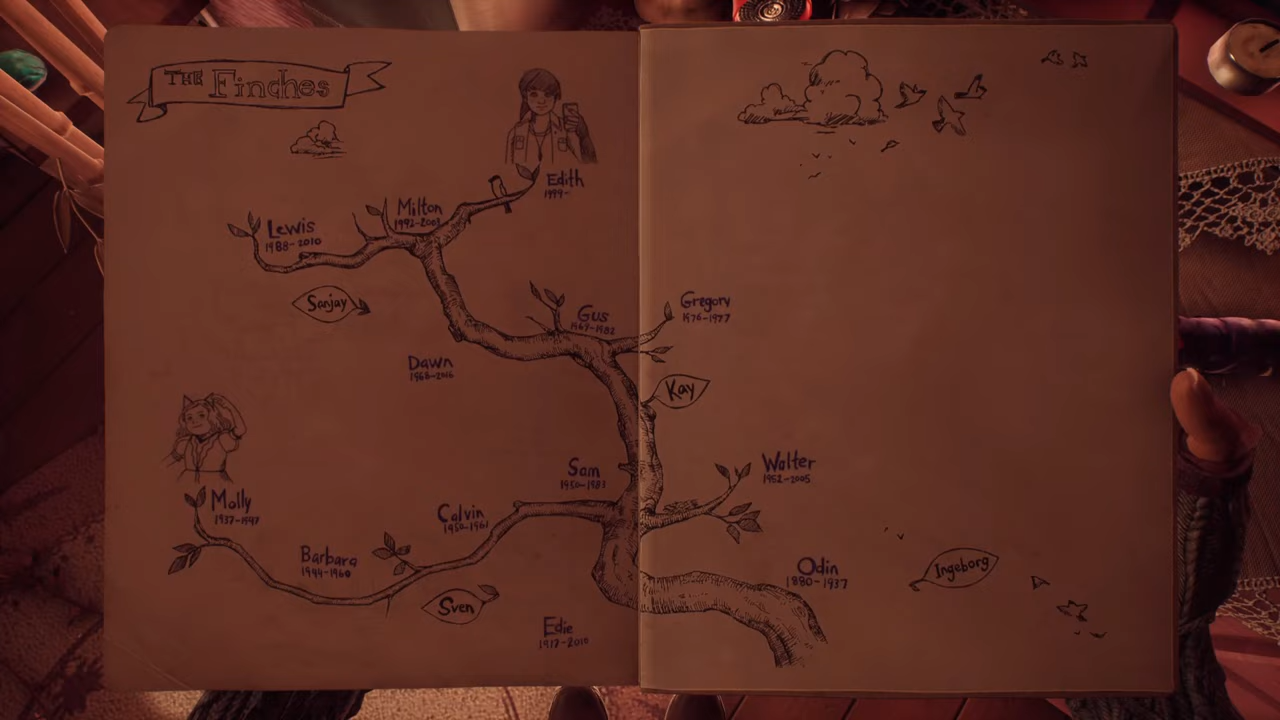 THE Finches
Edith
1999-
Milton
1992-2003
Lewis
1988-2010
Sanjay
Gregory
1976-1977
Gus
1969-1982
Dawn
1968-2016
Kay
Sam
1950-1983
Walter
1952-2005
Molly
1937-1947
Calvin
1950-1961
Barbara
1944-1960
Odin
1880-1937
Ingeborg
Sven
Edie
1917-2010